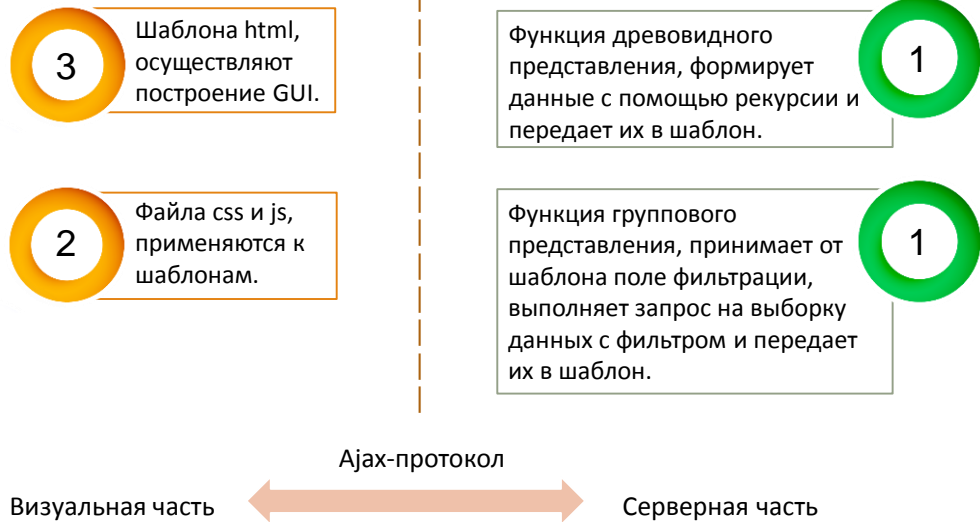 3
Шаблона html,
осуществляют
построение GUI.
2
Файла css и js,
применяются к
шаблонам.
Функция древовидного
представления, формирует
данные с помощью рекурсии и
передает их в шаблон.
1
Функция группового
представления, принимает от
шаблона поле фильтрации,
выполняет запрос на выборку
данных с фильтром и передает
их в шаблон.
1
Ajax-протокол
Визуальная часть
Серверная часть